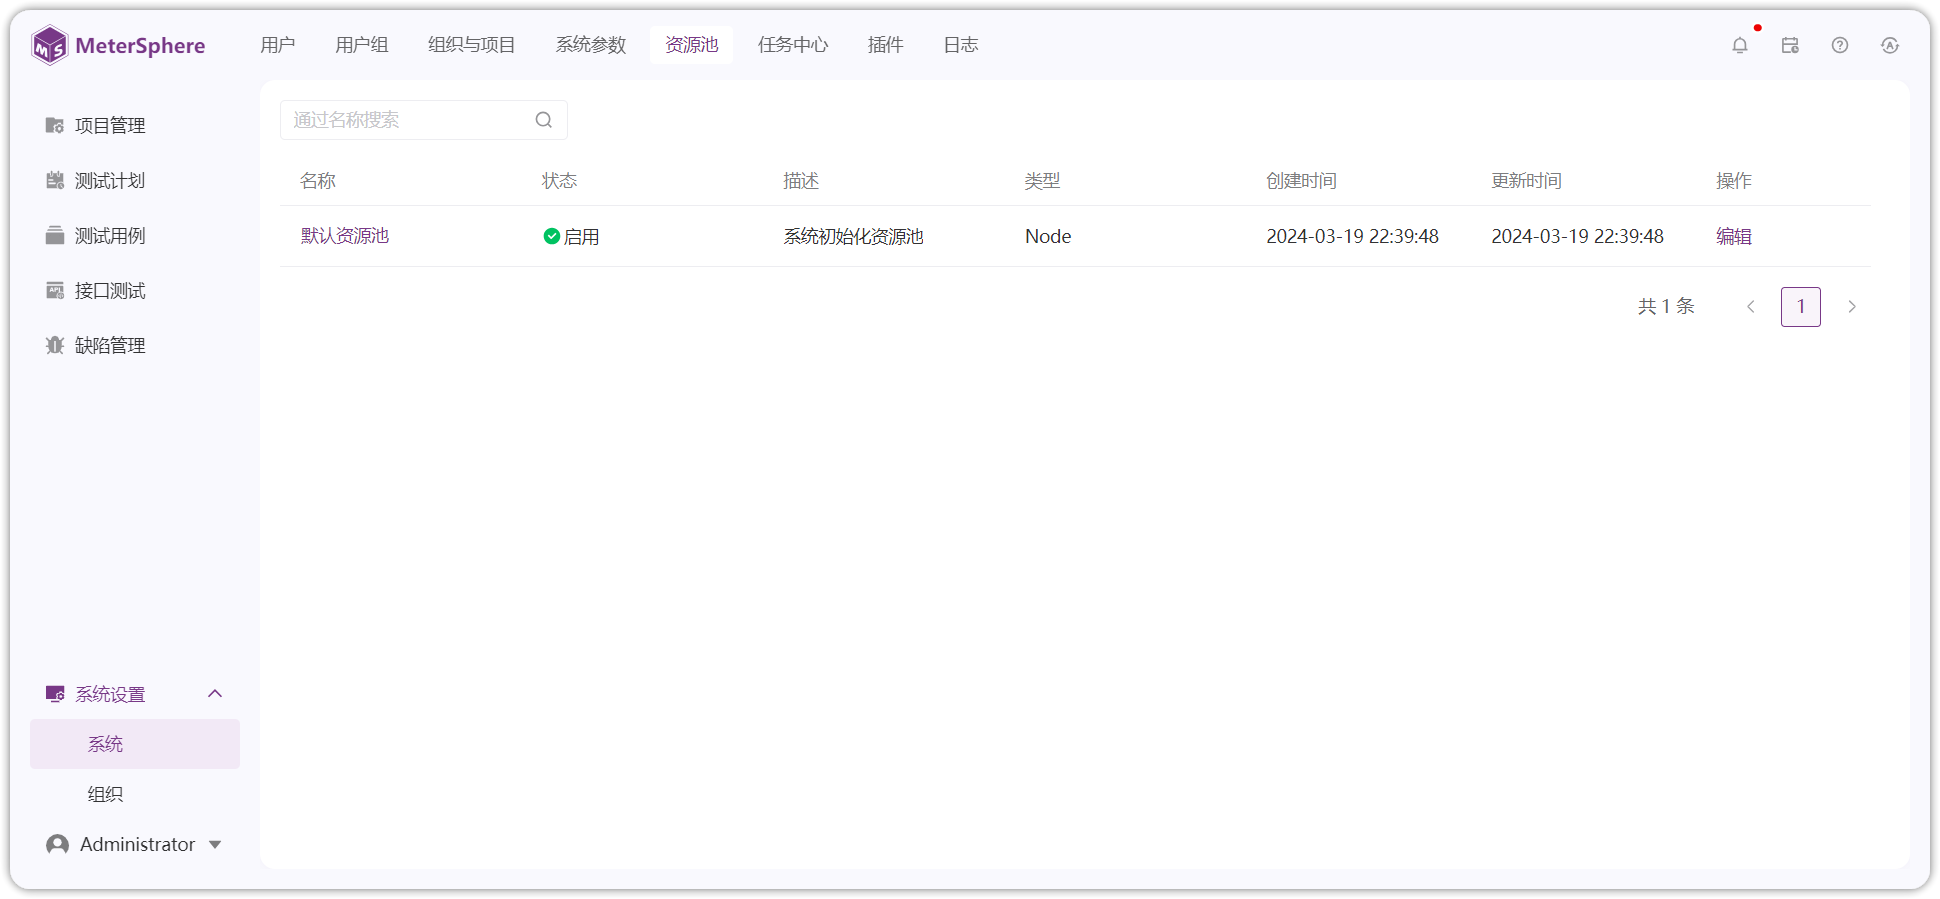 MeterSphere
用户
用户组
组织与项目
系统参数
资源池
任务中心
插件
日志
项目管理
测试计划
测试用例
接口测试
缺陷管理
通过名称搜索
名称 状态 描述 类型 创建时间 更新时间 操作
默认资源池 启用 系统初始化资源池 Node 2024-03-19 22:39:48 2024-03-19 22:39:48 编辑
共 1 条 1
系统设置
系统
组织
Administrator